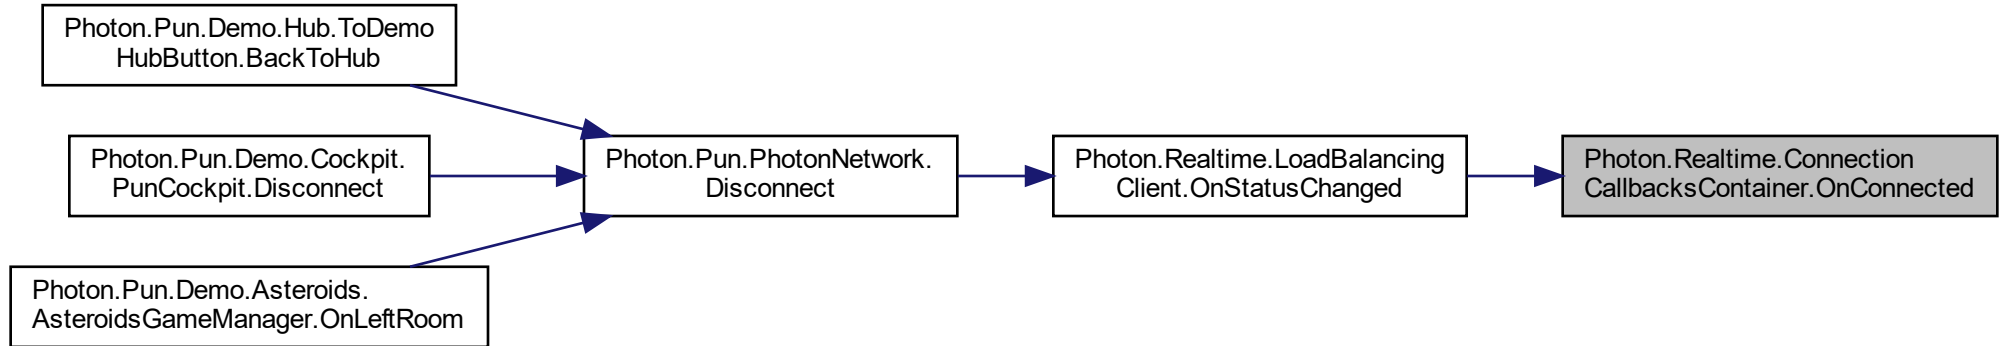 Photon.Pun.Demo.Hub.ToDemo
HubButton.BackToHub
Photon.Pun.Demo.Cockpit.
PunCockpit.Disconnect
Photon.Pun.Demo.Asteroids.
AsteroidsGameManager.OnLeftRoom
Photon.Pun.PhotonNetwork.
Disconnect
Photon.Realtime.LoadBalancing
Client.OnStatusChanged
Photon.Realtime.Connection
CallbacksContainer.OnConnected